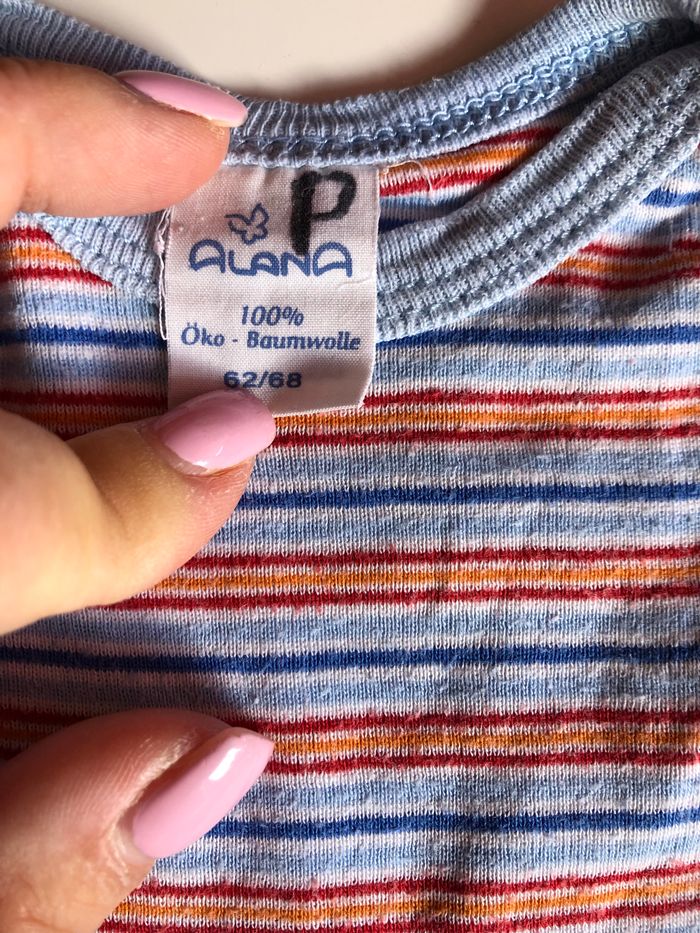 P
ALANA
100%
Öko - Baumwolle
62/68